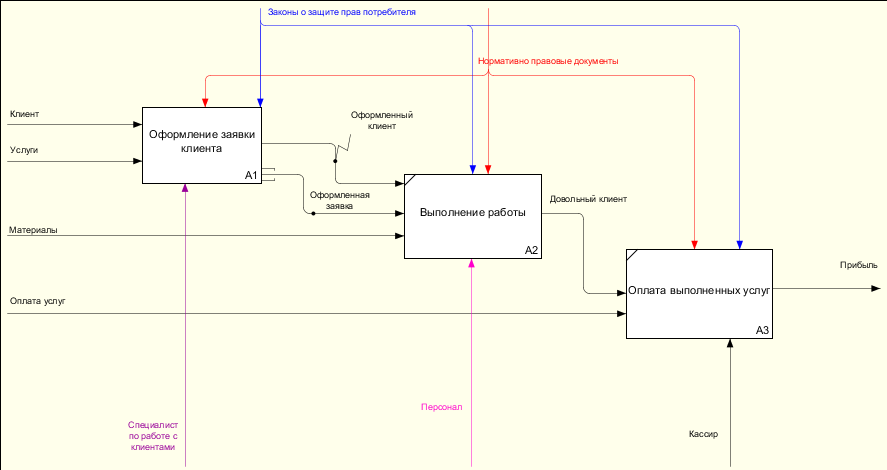 Законы о защите прав потребителя
Нормативно правовые документы
Клиент
Услуги
Оформление заявки
клиента
A1
Оформленный
клиент
Оформленная
заявка
Материалы
Выполнение работы
A2
Довольный клиент
Оплата услуг
Оплата выполненных услуг
A3
Прибыль
Специалист
по работе с
клиентами
Персонал
Кассир